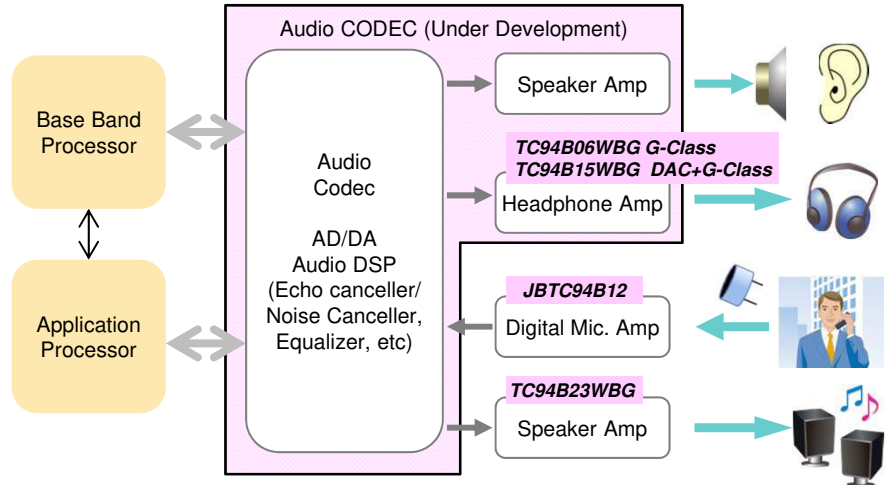 Audio CODEC (Under Development)
Base Band
Processor
Application
Processor
Audio
Codec
AD/DA
Audio DSP
(Echo canceller/
Noise Canceller,
Equalizer, etc)
Speaker Amp
TC94B06WBG G-Class
TC94B15WBG DAC+G-Class
Headphone Amp
JBTC94B12
Digital Mic. Amp
TC94B23WBG
Speaker Amp